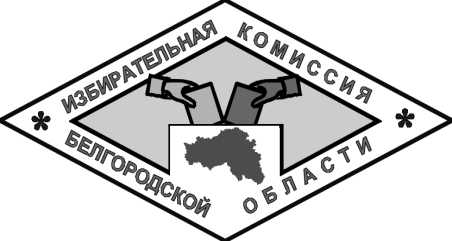 ИЗБИРАТЕЛЬНАЯ КОМИССИЯ
БЕЛГОРОДСКОЙ ОБЛАСТИ